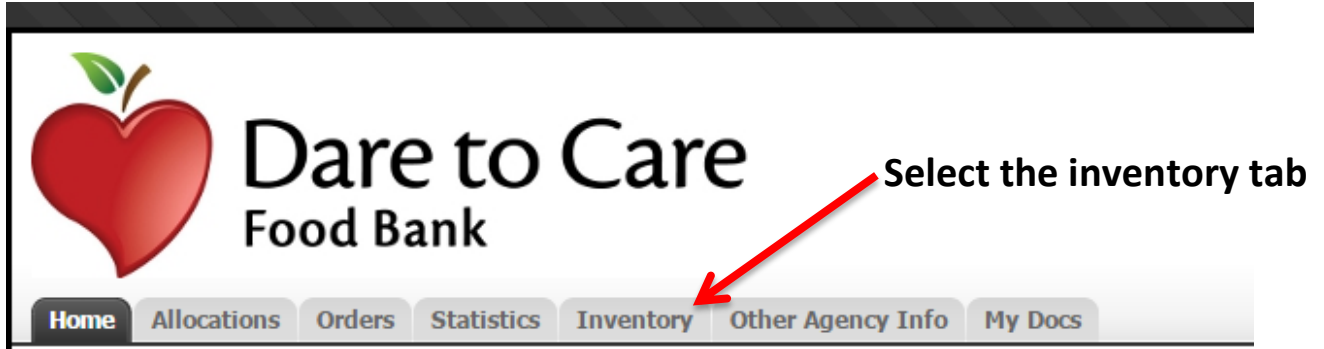 Dare to Care
Food Bank
Select the inventory tab
Home Allocations Orders Statistics Inventory Other Agency Info My Docs